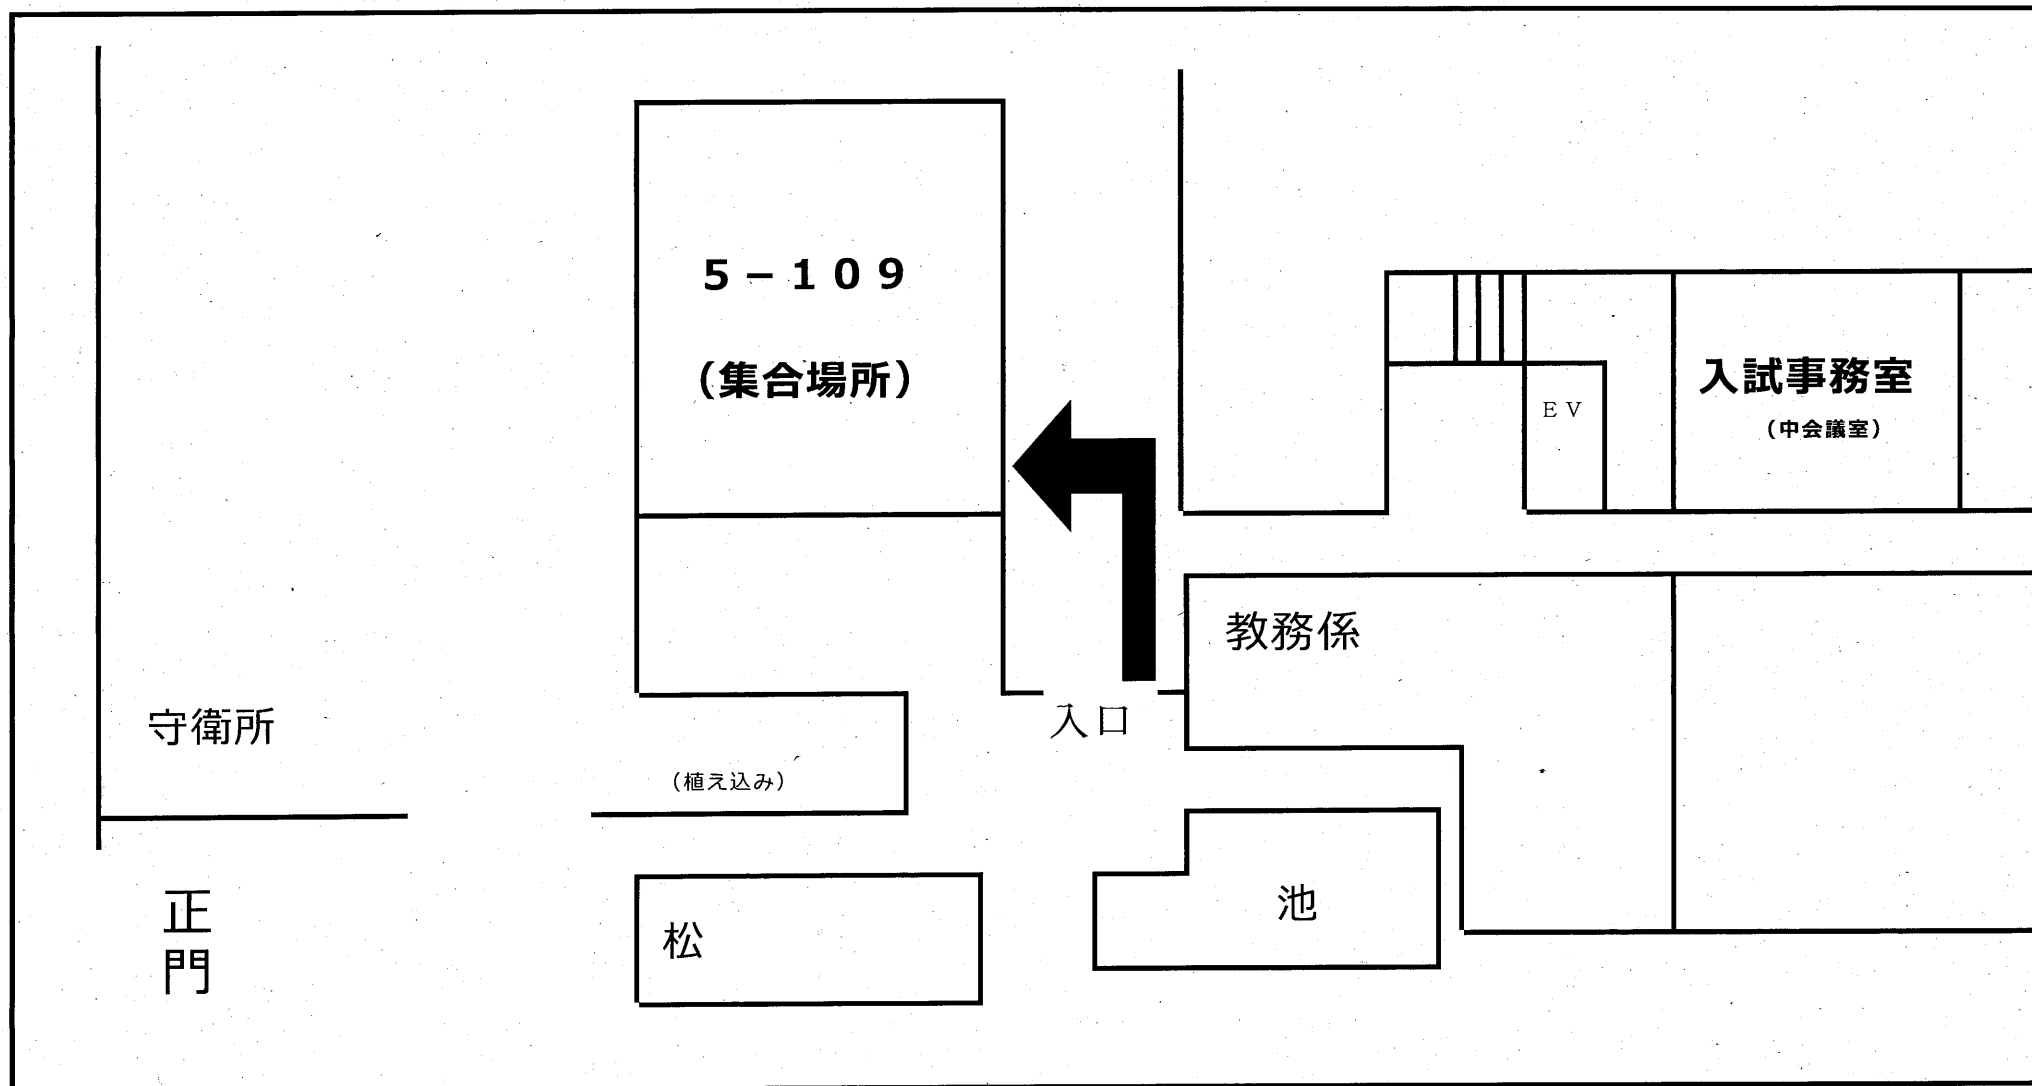 ５－１０９
（集合場所）
入試事務室
（中会議室）
ＥＶ
教務係
守衛所
入口
（植え込み）
正門
松
池